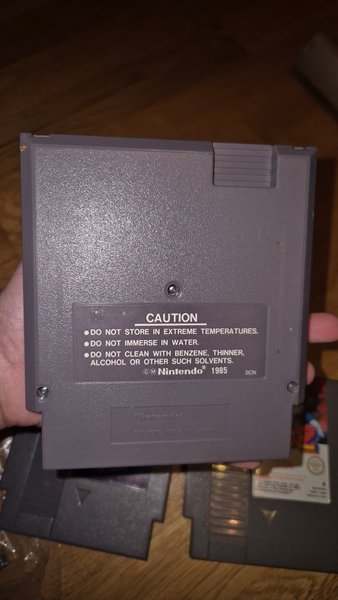 CAUTION
●DO NOT STORE IN EXTREME TEMPERATURES.
●DO NOT IMMERSE IN WATER.
●DO NOT CLEAN WITH BENZENE, THINNER,
ALCOHOL OR OTHER SUCH SOLVENTS.
©M Nintendo® 1985 SCN
Nintendo